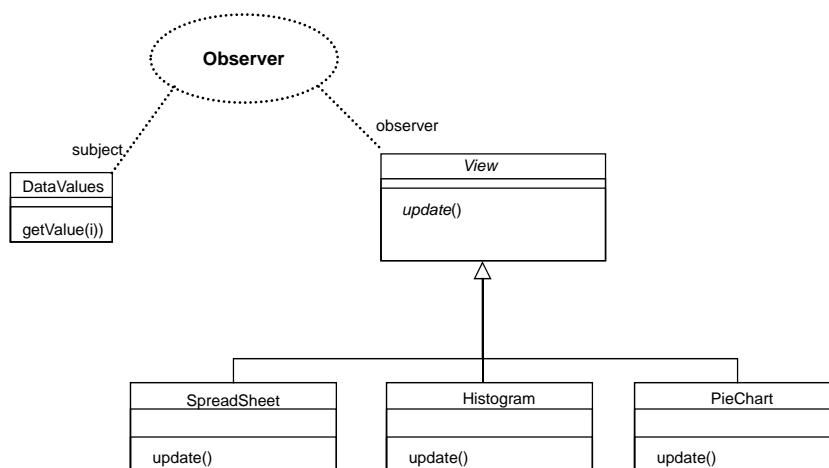 Observer
observer
subject
View
DataValues
update()
getValue(i))
SpreadSheet
Histogram
PieChart
update()
update()
update()